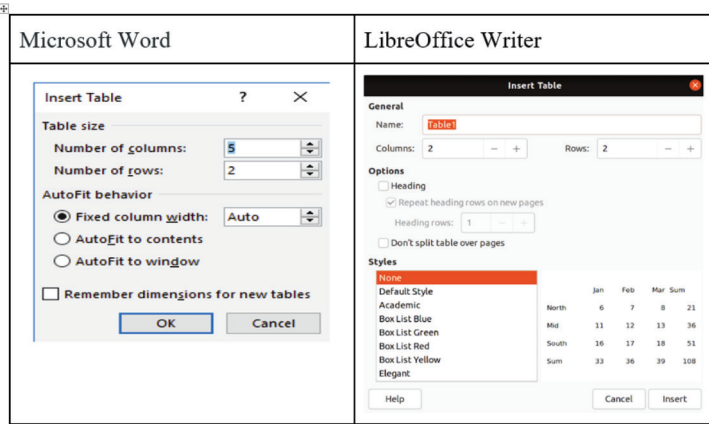 Microsoft Word
LibreOffice Writer
Insert Table ? ×
Table size
Number of columns: 5
Number of rows: 2
AutoFit behavior
Fixed column width: Auto
AutoFit to contents
AutoFit to window
Remember dimensions for new tables
OK Cancel
Insert Table
General
Name: Table1
Columns: 2 − + Rows: 2 − +
Options
Heading
Repeat heading rows on new pages
Heading rows: 1 − +
Don't split table over pages
Styles
None
Default Style
Academic
Box List Blue
Box List Green
Box List Red
Box List Yellow
Elegant
Jan Feb Mar Sum
North 6 7 8 21
Mid 11 12 13 36
South 16 17 18 51
Sum 33 36 39 108
Help Cancel Insert